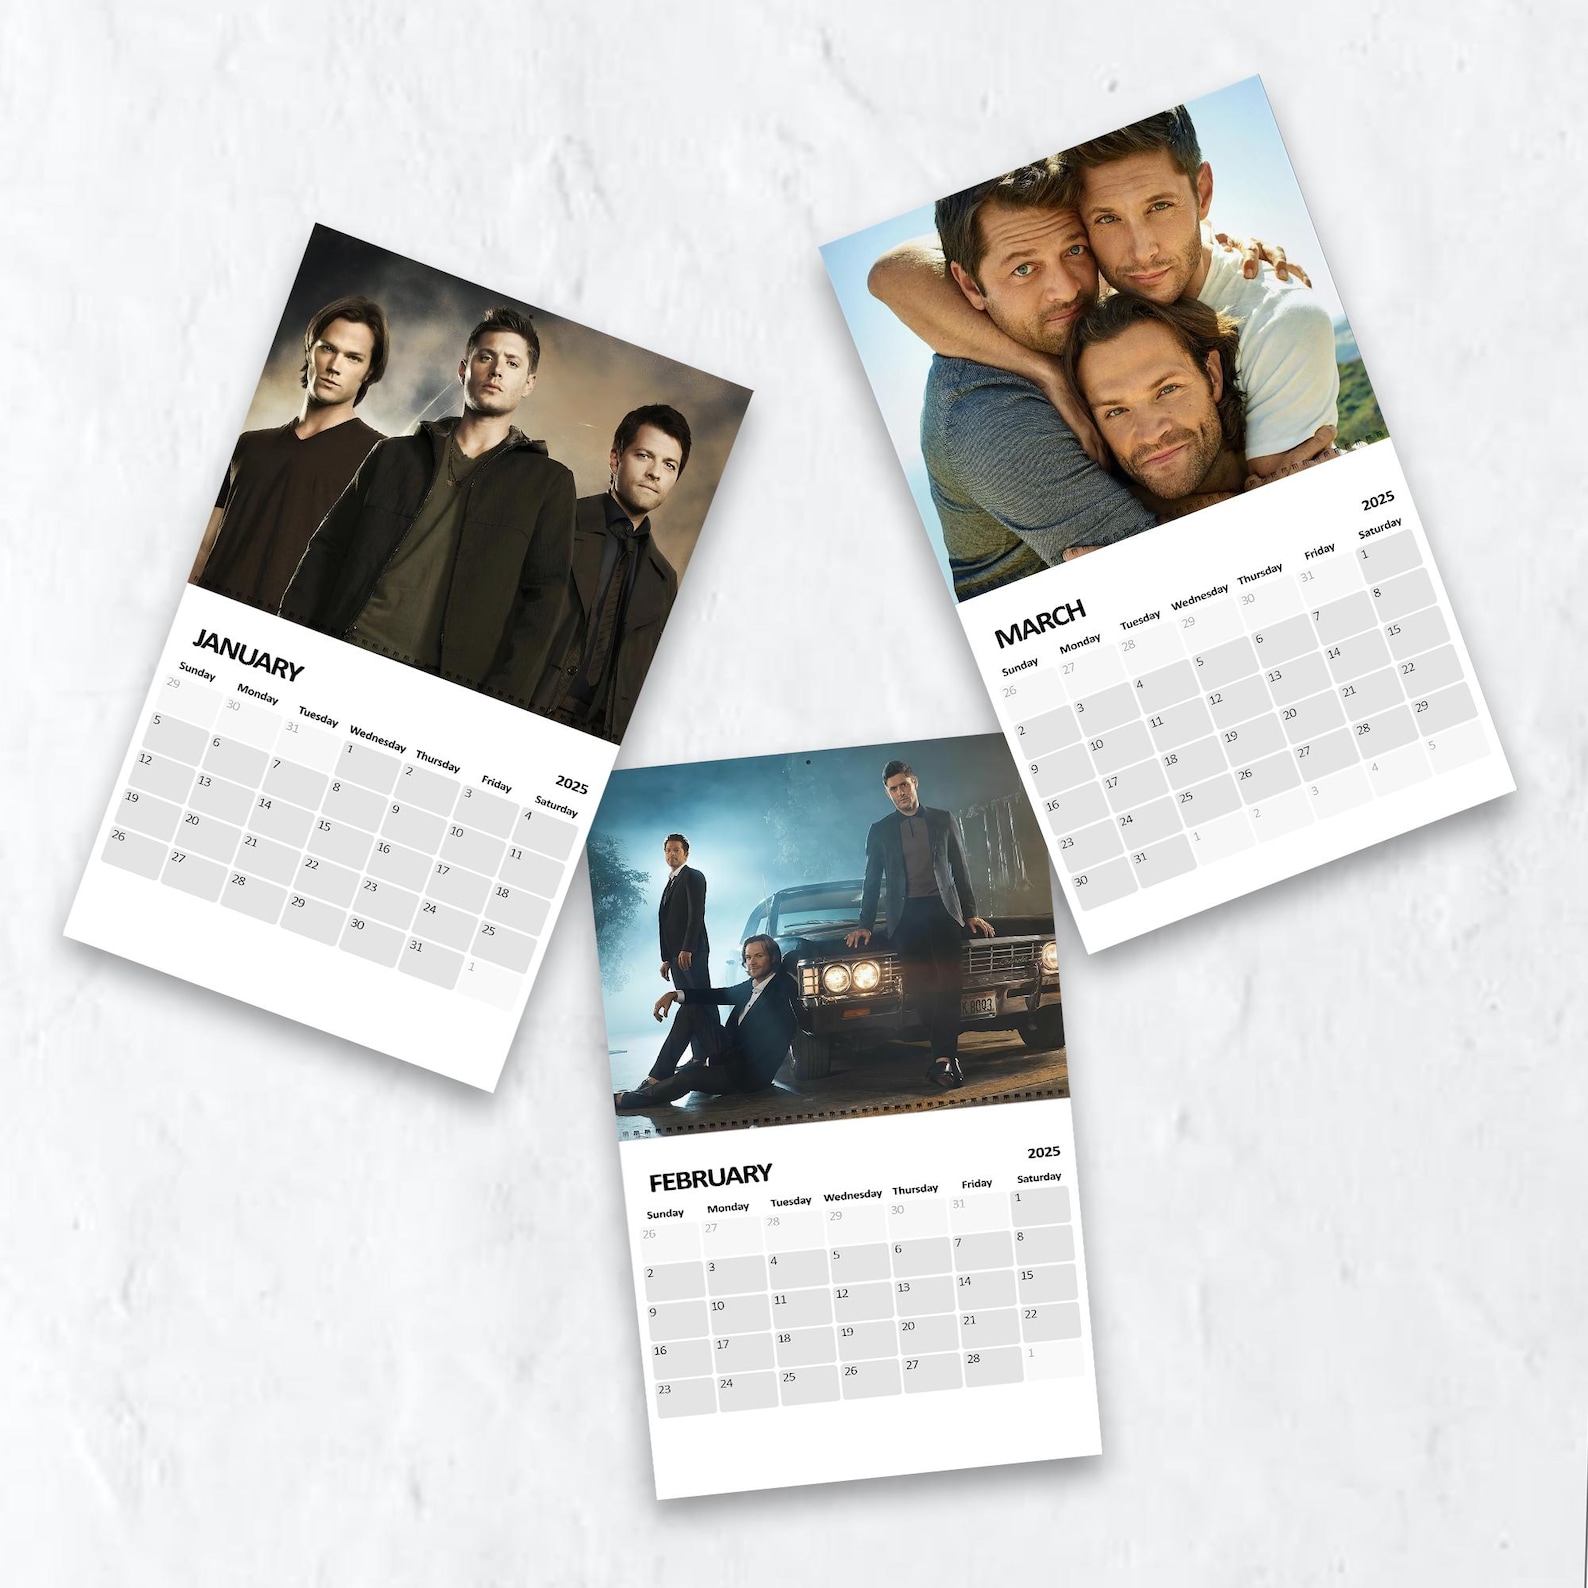 JANUARY
2025
Sunday Monday Tuesday Wednesday Thursday Friday Saturday
29 30 31 1 2 3 4
5 6 7 8 9 10 11
12 13 14 15 16 17 18
19 20 21 22 23 24 25
26 27 28 29 30 31 1
MARCH
2025
Sunday Monday Tuesday Wednesday Thursday Friday Saturday
26 27 28 29 30 31 1
2 3 4 5 6 7 8
9 10 11 12 13 14 15
16 17 18 19 20 21 22
23 24 25 26 27 28 29
30 31 1 2 3 4 5
FEBRUARY
2025
Sunday Monday Tuesday Wednesday Thursday Friday Saturday
26 27 28 29 30 31 1
2 3 4 5 6 7 8
9 10 11 12 13 14 15
16 17 18 19 20 21 22
23 24 25 26 27 28 1